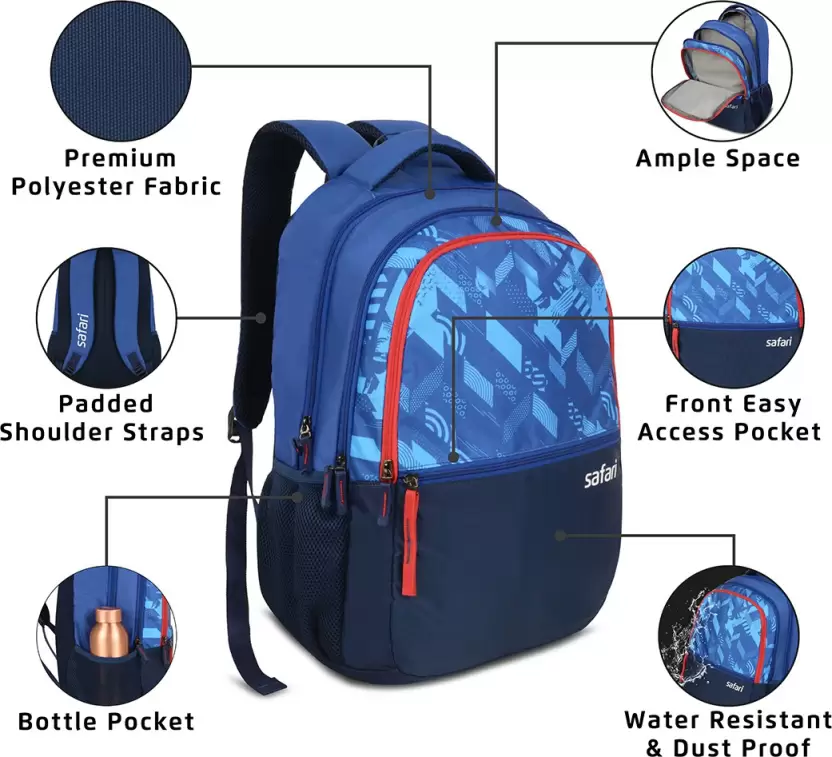 Premium
Polyester Fabric
Ample Space
safari
Padded
Shoulder Straps
safari
Front Easy
Access Pocket
safari
safari
Bottle Pocket
safari
Water Resistant
& Dust Proof